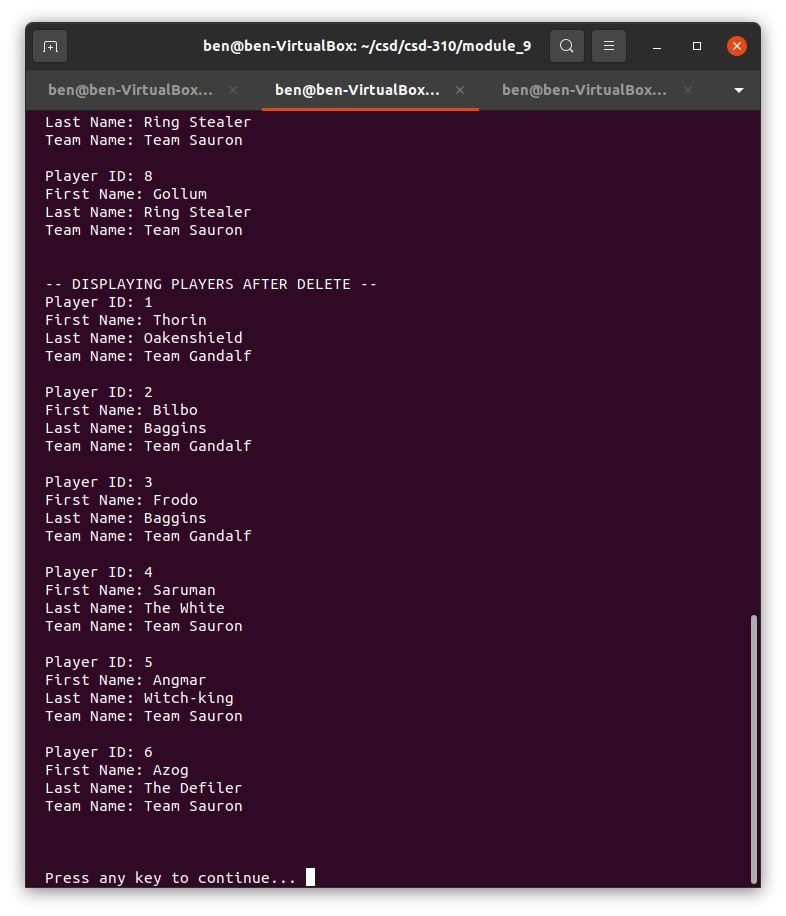 ben@ben-VirtualBox: ~/csd/csd-310/module_9
ben@ben-VirtualBox... ben@ben-VirtualBox... ben@ben-VirtualBox...
Last Name: Ring Stealer
Team Name: Team Sauron
Player ID: 8
First Name: Gollum
Last Name: Ring Stealer
Team Name: Team Sauron
-- DISPLAYING PLAYERS AFTER DELETE --
Player ID: 1
First Name: Thorin
Last Name: Oakenshield
Team Name: Team Gandalf
Player ID: 2
First Name: Bilbo
Last Name: Baggins
Team Name: Team Gandalf
Player ID: 3
First Name: Frodo
Last Name: Baggins
Team Name: Team Gandalf
Player ID: 4
First Name: Saruman
Last Name: The White
Team Name: Team Sauron
Player ID: 5
First Name: Angmar
Last Name: Witch-king
Team Name: Team Sauron
Player ID: 6
First Name: Azog
Last Name: The Defiler
Team Name: Team Sauron
Press any key to continue...